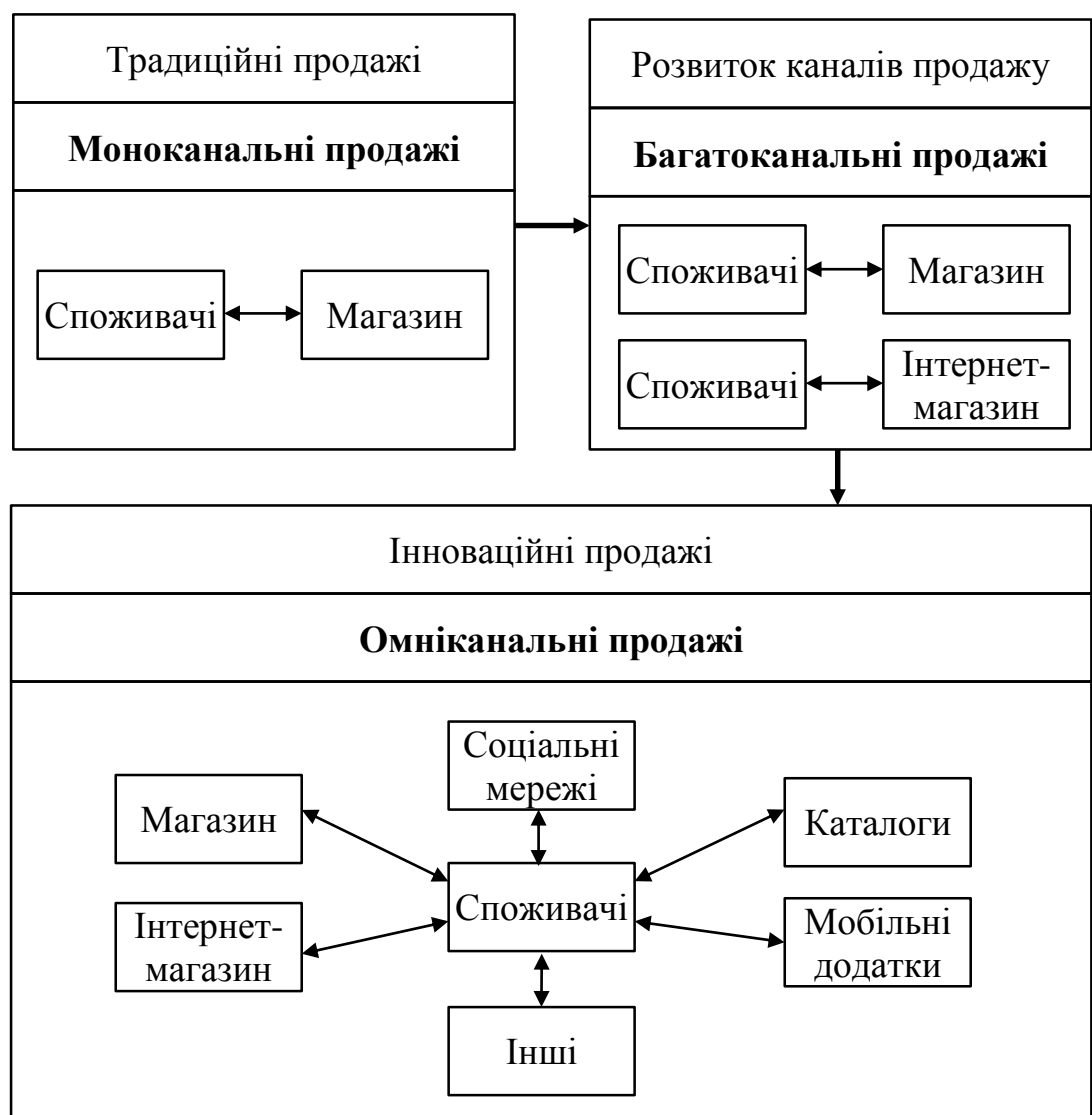 Традиційні продажі
Моноканальні продажі
Споживачі
Магазин
Розвиток каналів продажу
Багатоканальні продажі
Споживачі
Магазин
Споживачі
Інтернет-
магазин
Інноваційні продажі
Омніканальні продажі
Соціальні
мережі
Магазин
Каталоги
Споживачі
Інтернет-
магазин
Мобільні
додатки
Інші